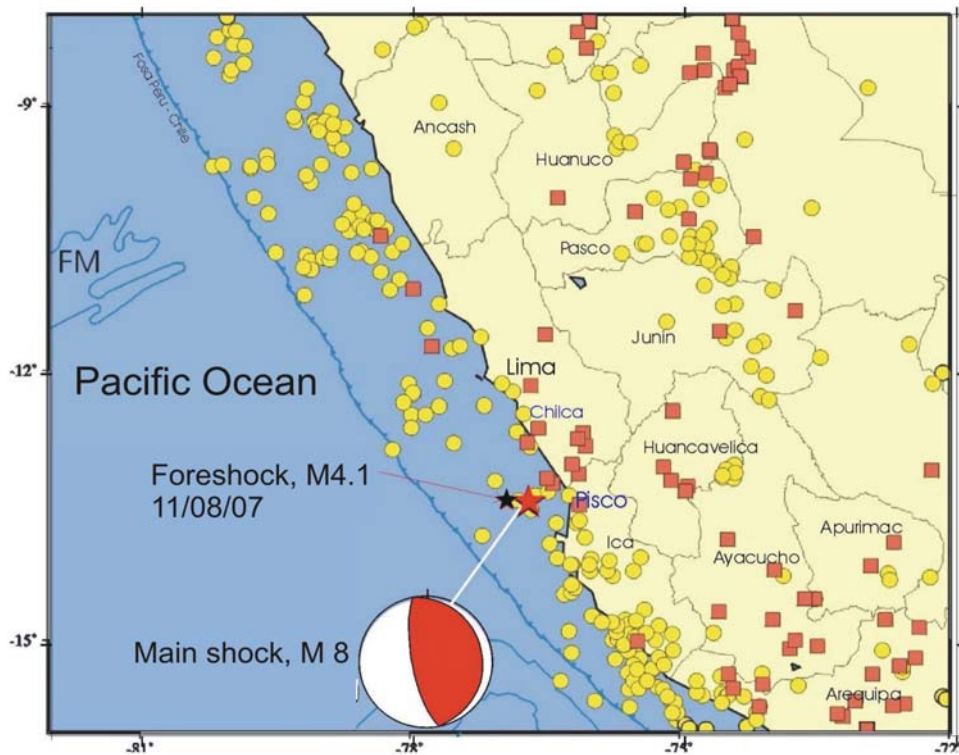 Fosa Peru - Chile
-9°
Ancash
Huanuco
FM
Pasco
Junin
-12°
Lima
Pacific Ocean
Chilca
Huancavelica
Foreshock, M4.1
11/08/07
Pisco
Apurimac
Ica
Ayacucho
-15°
Main shock, M 8
Arequipa
-81°
-78°
-74°